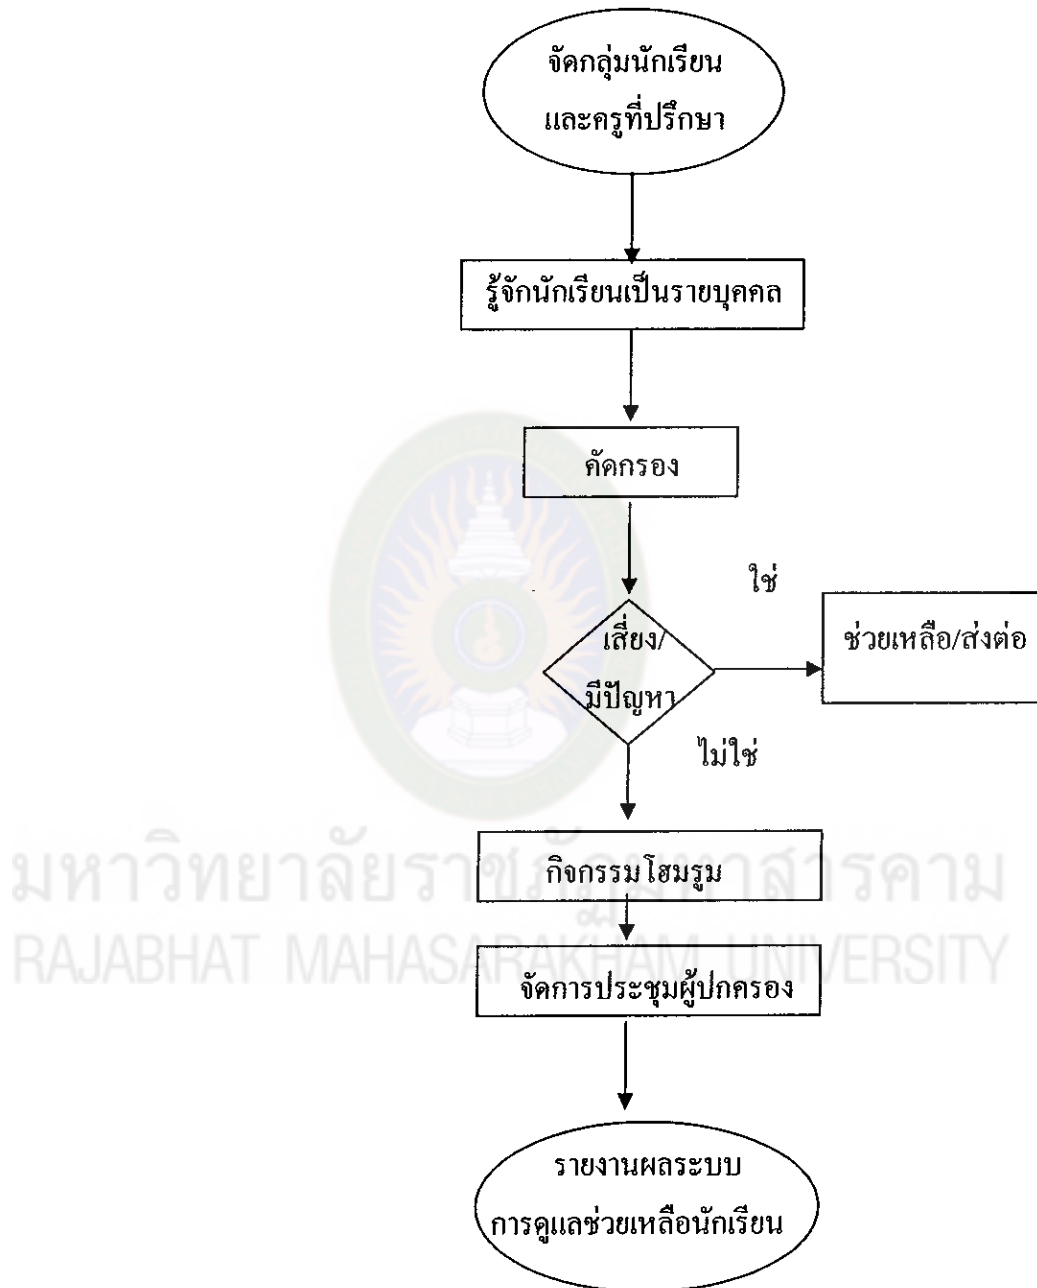 จัดกลุ่มนักเรียน
และครูที่ปรึกษา
รู้จักนักเรียนเป็นรายบุคคล
คัดกรอง
ใช่
เสี่ยง/
มีปัญหา
ช่วยเหลือ/ส่งต่อ
ไม่ใช่
กิจกรรมโฮมรูม
มหาวิทยาลัยราชภัฏมหาสารคาม
RAJABHAT MAHASARAKHAM UNIVERSITY
จัดการประชุมผู้ปกครอง
รายงานผลระบบ
การดูแลช่วยเหลือนักเรียน